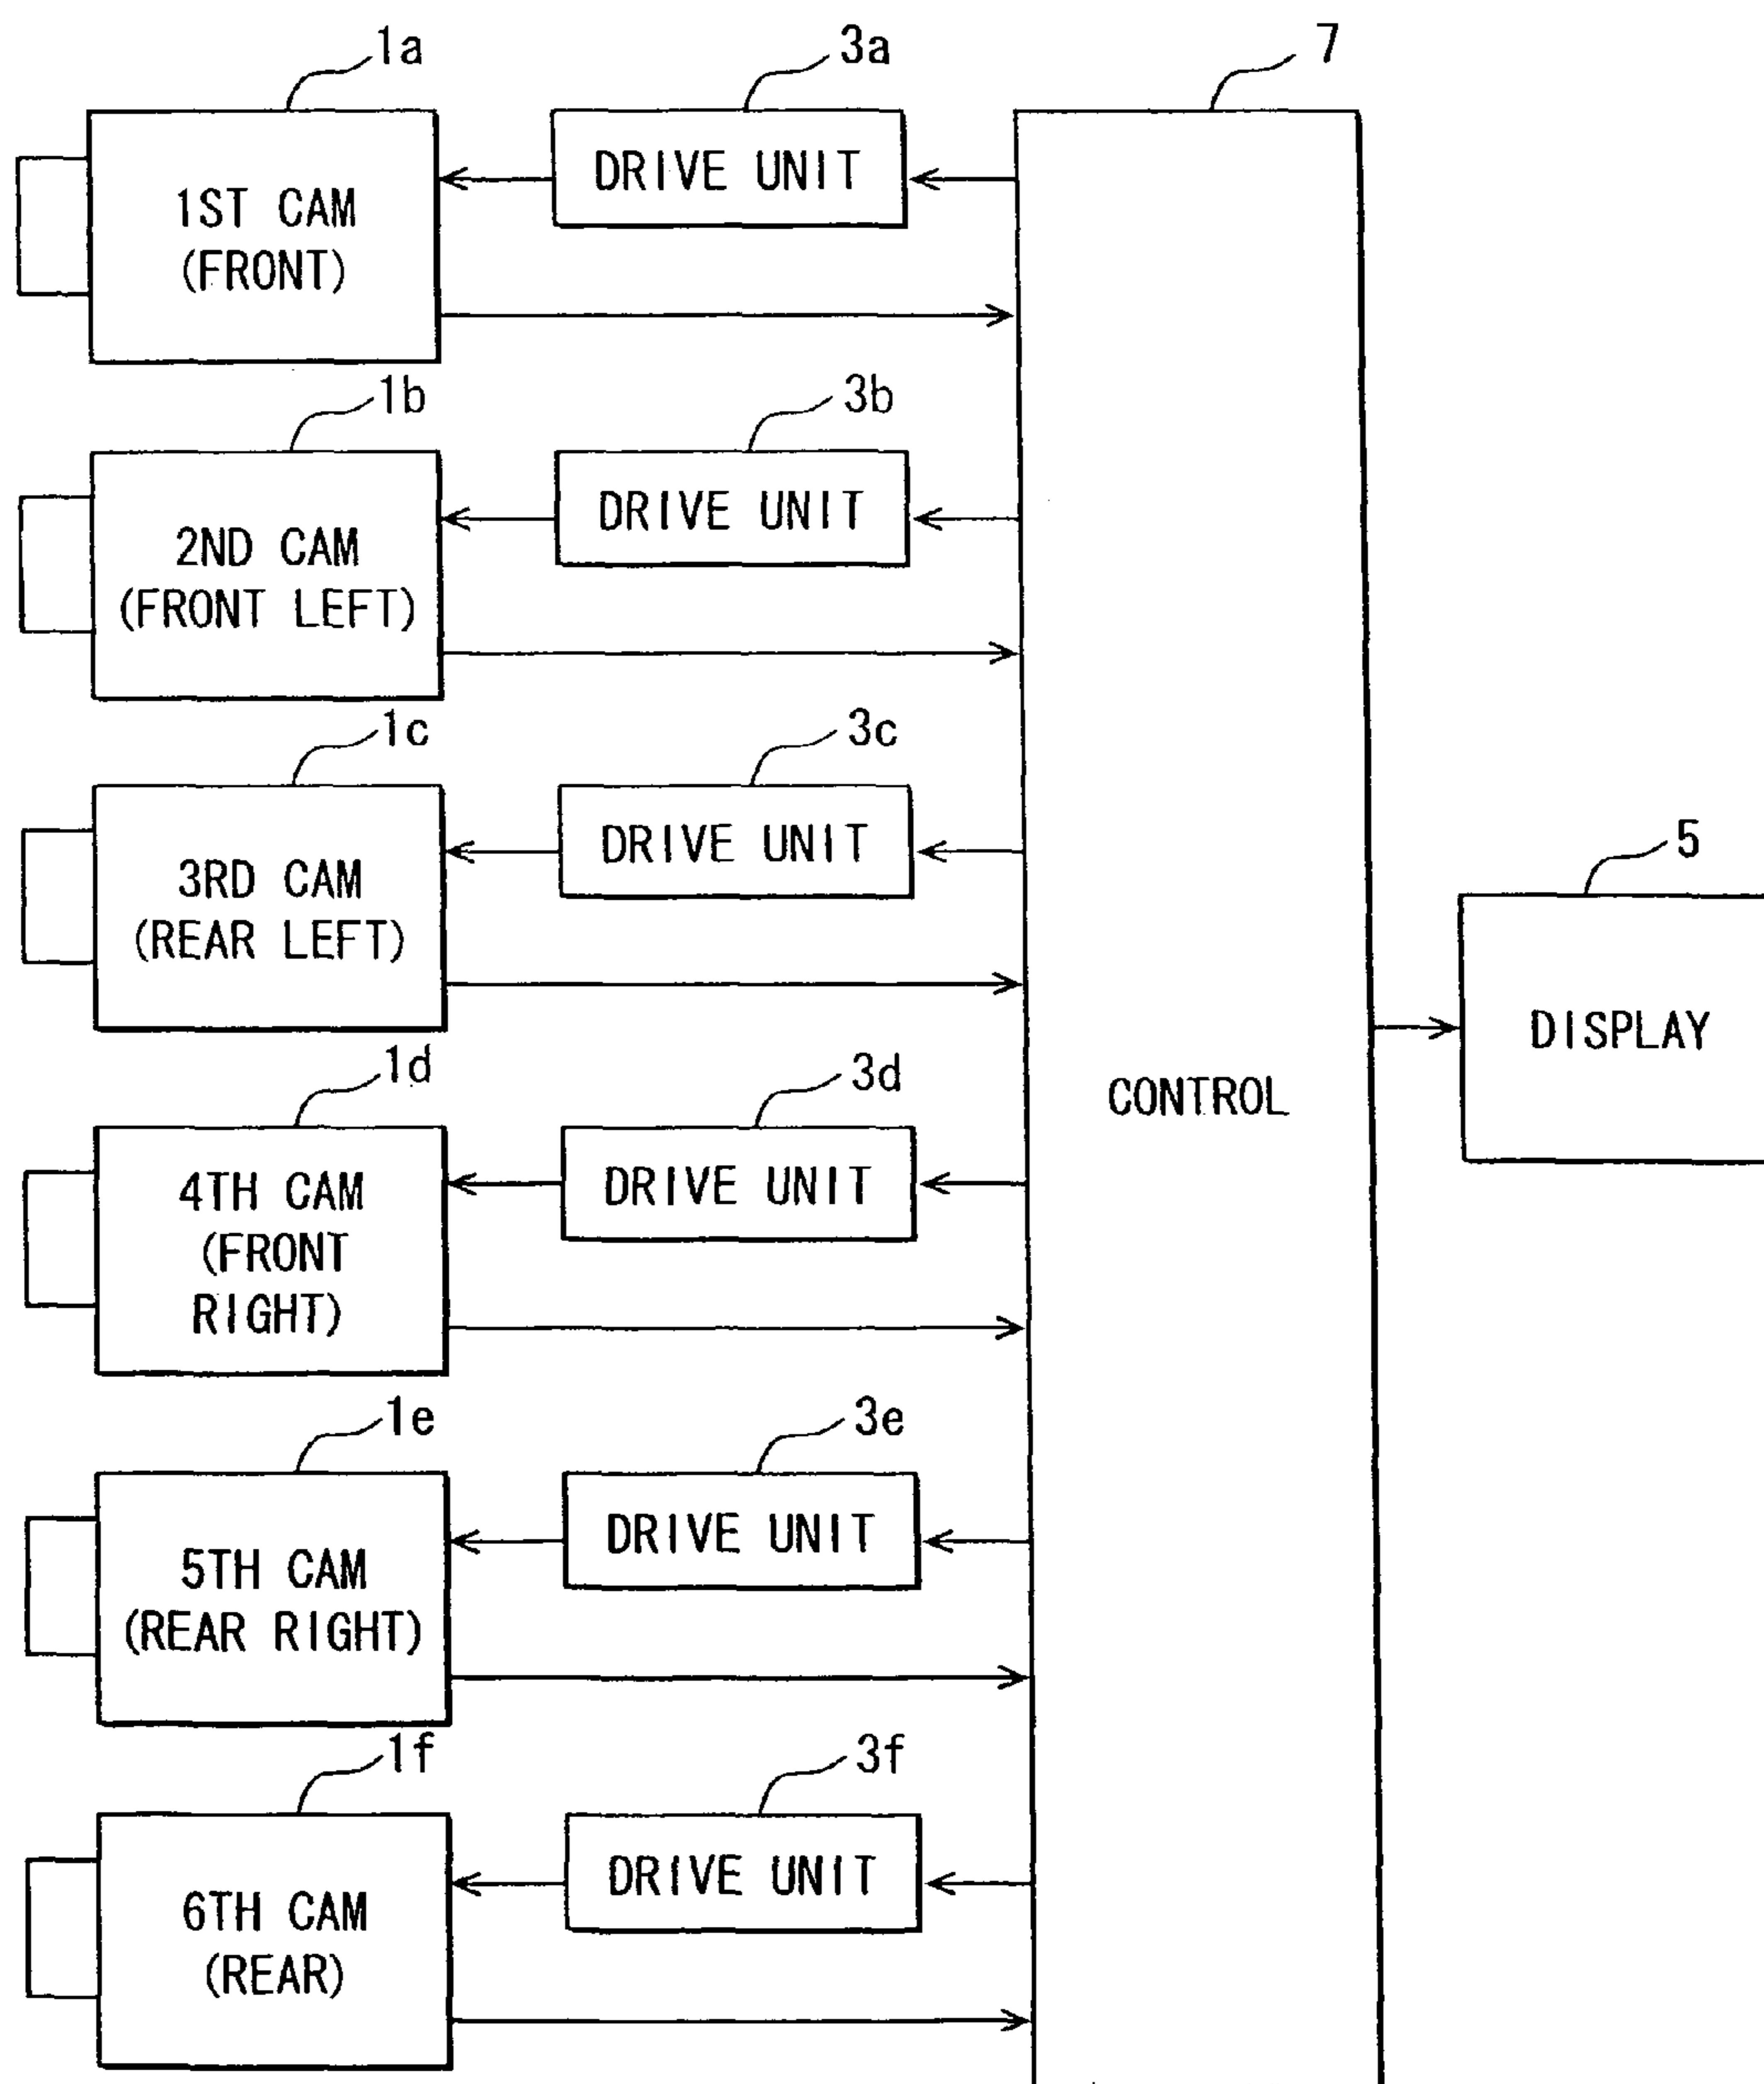 1a
3a
7
DRIVE UNIT
1ST CAM
(FRONT)
1b
3b
DRIVE UNIT
2ND CAM
(FRONT LEFT)
1c
3c
DRIVE UNIT
3RD CAM
(REAR LEFT)
5
DISPLAY
CONTROL
1d
3d
DRIVE UNIT
4TH CAM
(FRONT
RIGHT)
1e
3e
DRIVE UNIT
5TH CAM
(REAR RIGHT)
1f
3f
DRIVE UNIT
6TH CAM
(REAR)